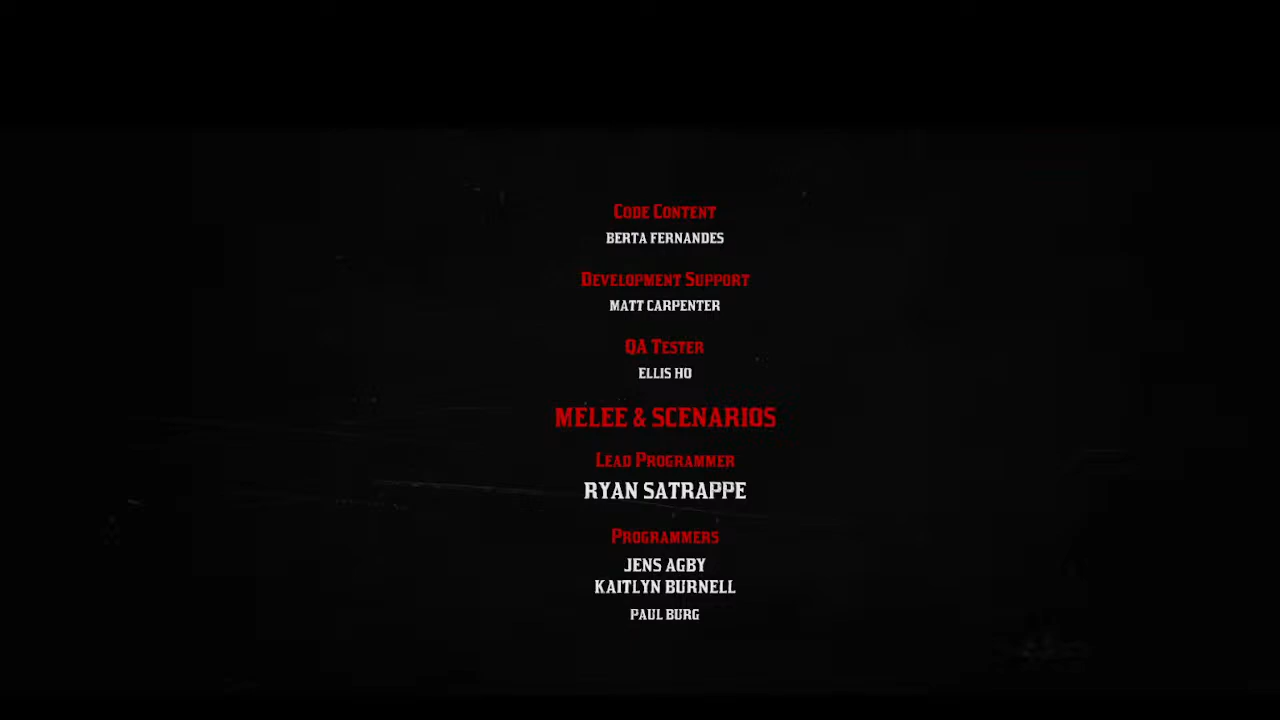 Code Content
BERTA FERNANDES
Development Support
MATT CARPENTER
QA Tester
ELLIS HO
MELEE & SCENARIOS
Lead Programmer
RYAN SATRAPPE
Programmers
JENS AGBY
KAITLYN BURNELL
PAUL BURG